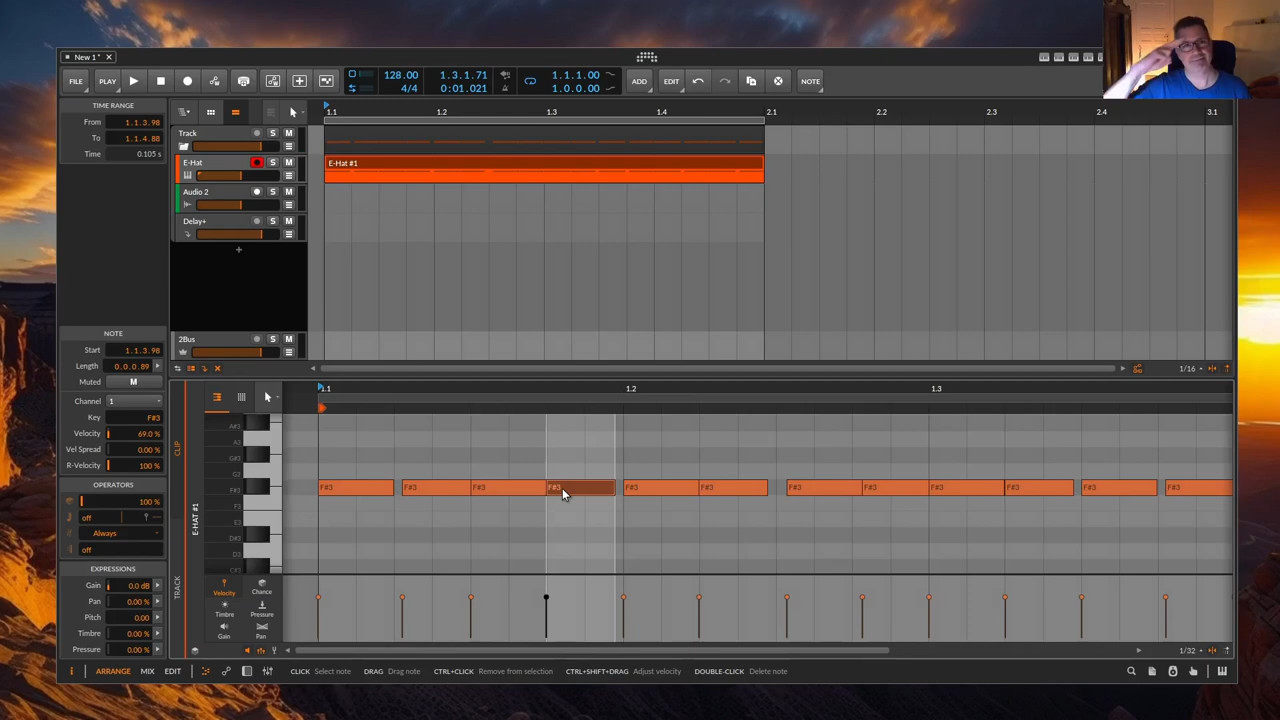 New 1*
FILE PLAY 128.00 4/4 1.3.1.71 0:01.021 1.1.1.00 1.0.0.00 ADD EDIT NOTE
TIME RANGE
From 1.1.3.98
To 1.1.4.88
Time 0.105 s
1.1 1.2 1.3 1.4 2.1 2.2 2.3 2.4 3.1
Track S M
E-Hat S M
E-Hat #1
Audio 2 S M
Delay+ S M
+
2Bus S M
1/16
NOTE
Start 1.1.3.98
Length 0.0.0.89
Muted M
Channel 1
Key F#3
Velocity 69.0 %
Vel Spread 0.00 %
R-Velocity 100 %
OPERATORS
100 %
off
Always
off
EXPRESSIONS
Gain 0.0 dB
Pan 0.00 %
Pitch 0.00
Timbre 0.00 %
Pressure 0.00 %
CLIP
TRACK
E-HAT #1
1.1 1.2 1.3
A#3
A3
G#3
G3
F#3
F3
E3
D#3
D3
C#3
F#3 F#3 F#3 F#3 F#3 F#3 F#3 F#3 F#3 F#3 F#3 F#3
Velocity Chance
Timbre Pressure
Gain Pan
1/32
i ARRANGE MIX EDIT CLICK Select note DRAG Drag note CTRL+CLICK Remove from selection CTRL+SHIFT+DRAG Adjust velocity DOUBLE-CLICK Delete note